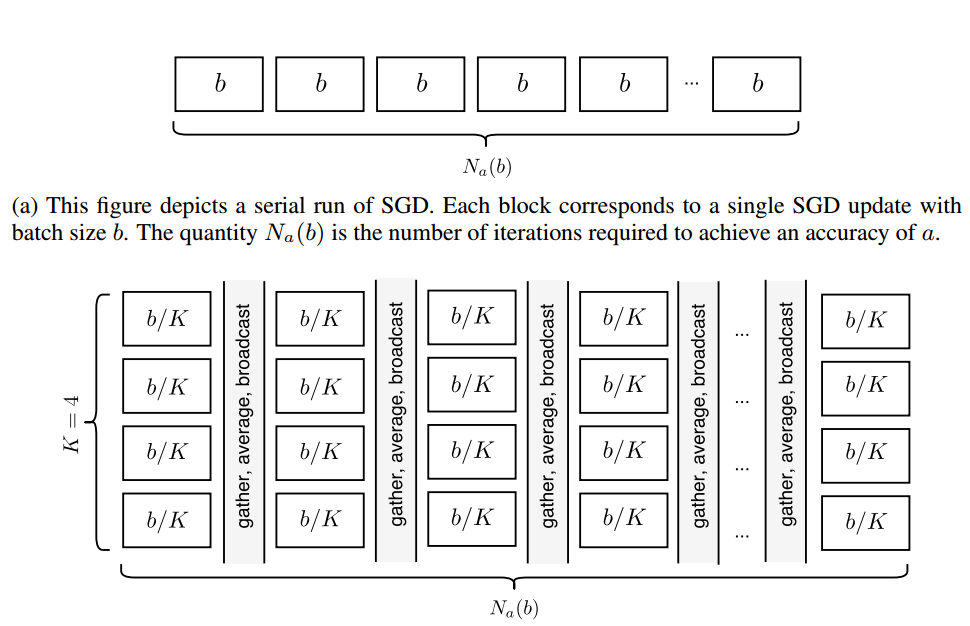 b b b b b ... b
N_a(b)
(a) This figure depicts a serial run of SGD. Each block corresponds to a single SGD update with
batch size b. The quantity N_a(b) is the number of iterations required to achieve an accuracy of a.
K = 4
b/K b/K b/K b/K ... b/K
b/K b/K b/K b/K ... b/K
b/K b/K b/K b/K ... b/K
b/K b/K b/K b/K ... b/K
gather, average, broadcast
gather, average, broadcast
gather, average, broadcast
gather, average, broadcast
gather, average, broadcast
N_a(b)